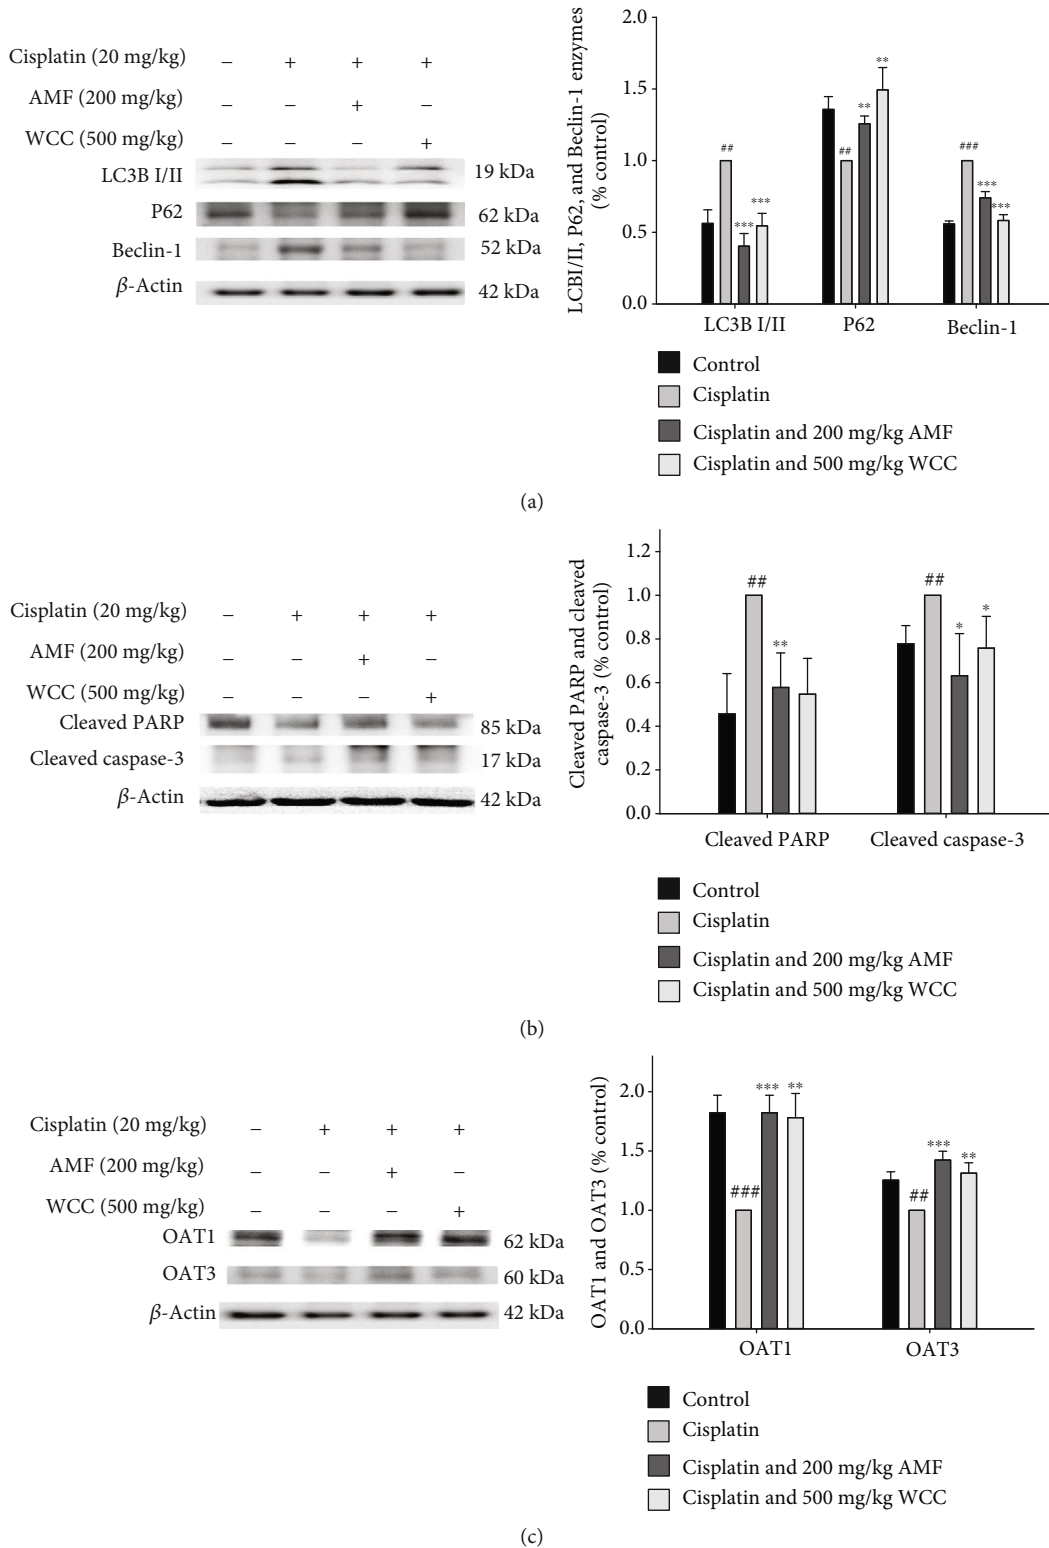 Cisplatin (20 mg/kg) – + + +
AMF (200 mg/kg) – – + –
WCC (500 mg/kg) – – – +
LC3B I/II 19 kDa
P62 62 kDa
Beclin-1 52 kDa
β-Actin 42 kDa
LCBI/II, P62, and Beclin-1 enzymes
(% control)
2.0
1.5
1.0
0.5
0.0
## *** ***
## ** **
### *** ***
LC3B I/II P62 Beclin-1
Control
Cisplatin
Cisplatin and 200 mg/kg AMF
Cisplatin and 500 mg/kg WCC
(a)
Cisplatin (20 mg/kg) – + + +
AMF (200 mg/kg) – – + –
WCC (500 mg/kg) – – – +
Cleaved PARP 85 kDa
Cleaved caspase-3 17 kDa
β-Actin 42 kDa
Cleaved PARP and cleaved
caspase-3 (% control)
1.2
1.0
0.8
0.6
0.4
0.2
0.0
## **
## * *
Cleaved PARP Cleaved caspase-3
Control
Cisplatin
Cisplatin and 200 mg/kg AMF
Cisplatin and 500 mg/kg WCC
(b)
Cisplatin (20 mg/kg) – + + +
AMF (200 mg/kg) – – + –
WCC (500 mg/kg) – – – +
OAT1 62 kDa
OAT3 60 kDa
β-Actin 42 kDa
OAT1 and OAT3 (% control)
2.0
1.5
1.0
0.5
0.0
### *** **
## *** **
OAT1 OAT3
Control
Cisplatin
Cisplatin and 200 mg/kg AMF
Cisplatin and 500 mg/kg WCC
(c)